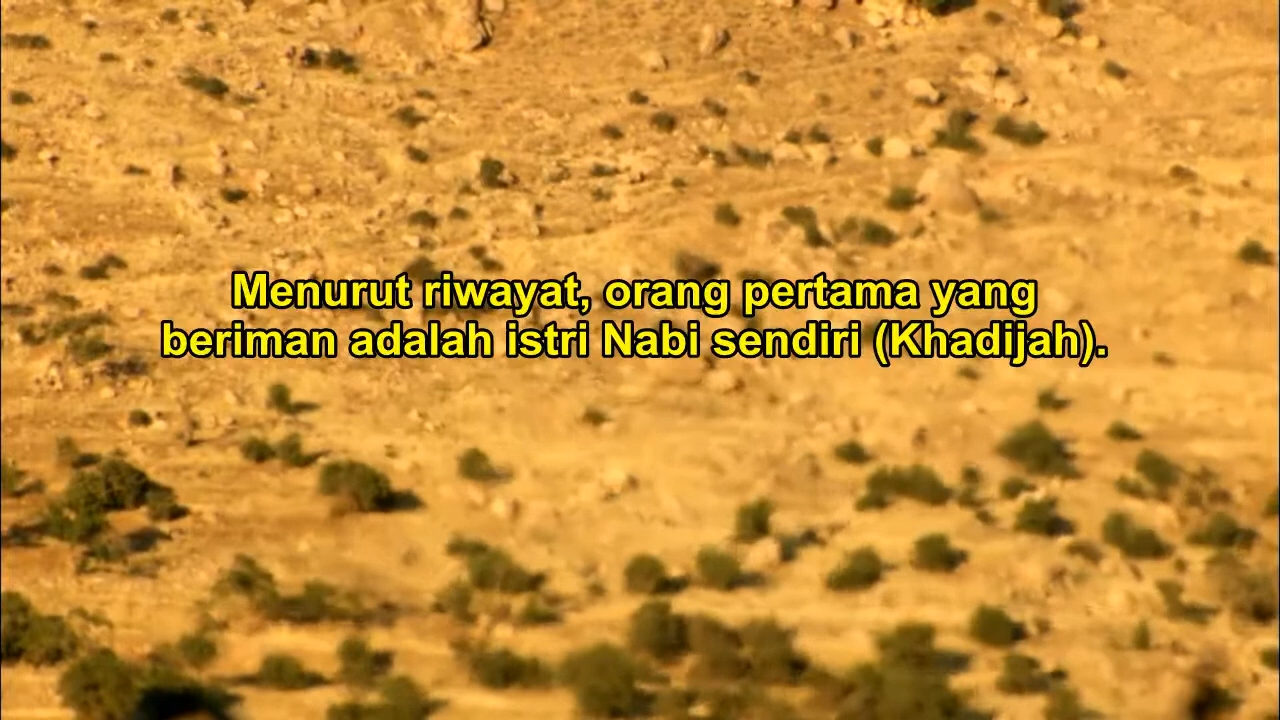 Menurut riwayat, orang pertama yang
beriman adalah istri Nabi sendiri (Khadijah).